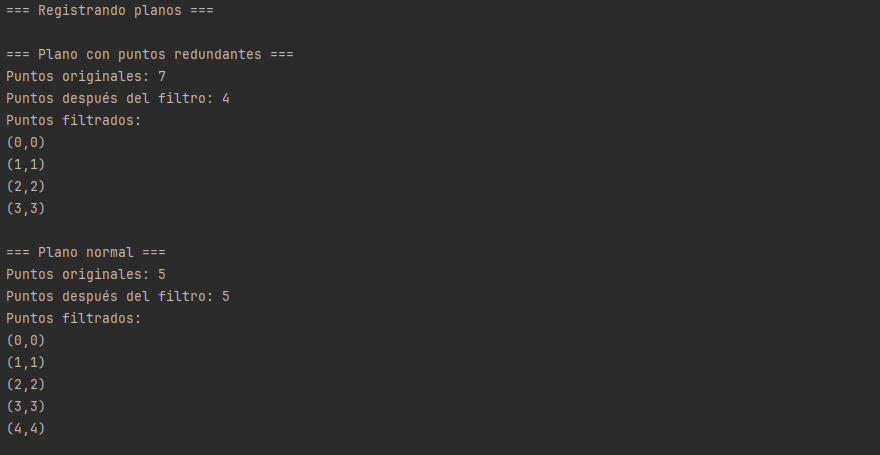 === Registrando planos ===
=== Plano con puntos redundantes ===
Puntos originales: 7
Puntos después del filtro: 4
Puntos filtrados:
(0,0)
(1,1)
(2,2)
(3,3)
=== Plano normal ===
Puntos originales: 5
Puntos después del filtro: 5
Puntos filtrados:
(0,0)
(1,1)
(2,2)
(3,3)
(4,4)